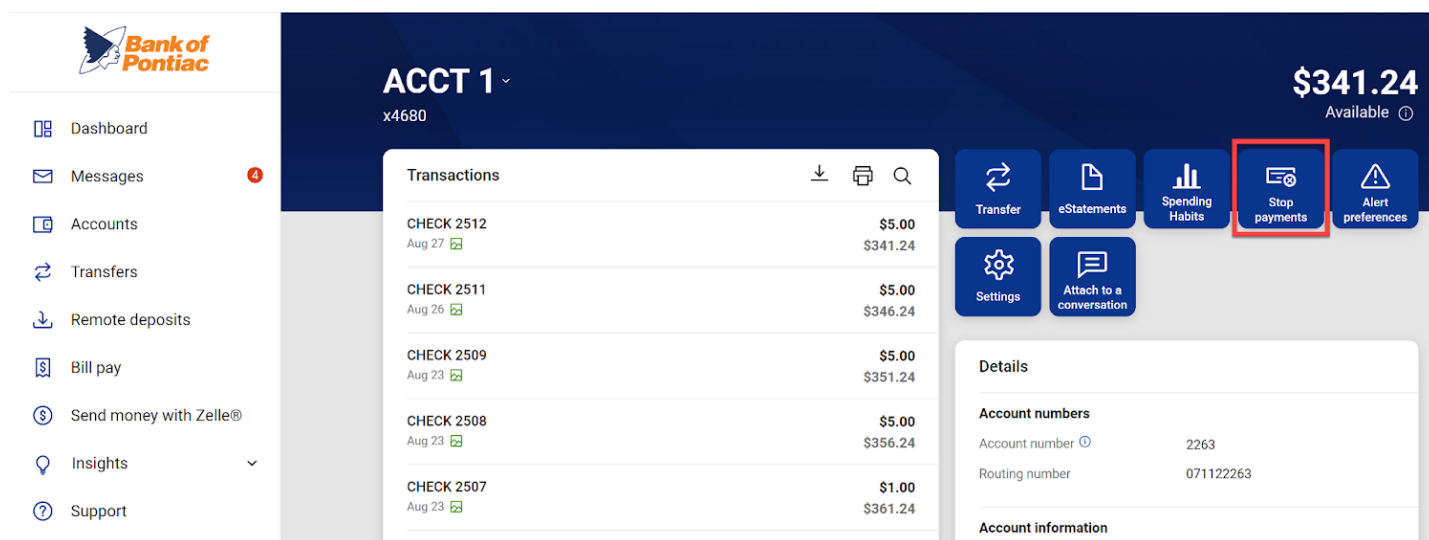 Bank of
Pontiac
Dashboard
Messages 4
Accounts
Transfers
Remote deposits
Bill pay
Send money with Zelle®
Insights
Support
ACCT 1
x4680
$341.24
Available
Transactions
CHECK 2512 $5.00
Aug 27 $341.24
CHECK 2511 $5.00
Aug 26 $346.24
CHECK 2509 $5.00
Aug 23 $351.24
CHECK 2508 $5.00
Aug 23 $356.24
CHECK 2507 $1.00
Aug 23 $361.24
Transfer
eStatements
Spending
Habits
Stop
payments
Alert
preferences
Settings
Attach to a
conversation
Details
Account numbers
Account number 2263
Routing number 071122263
Account information